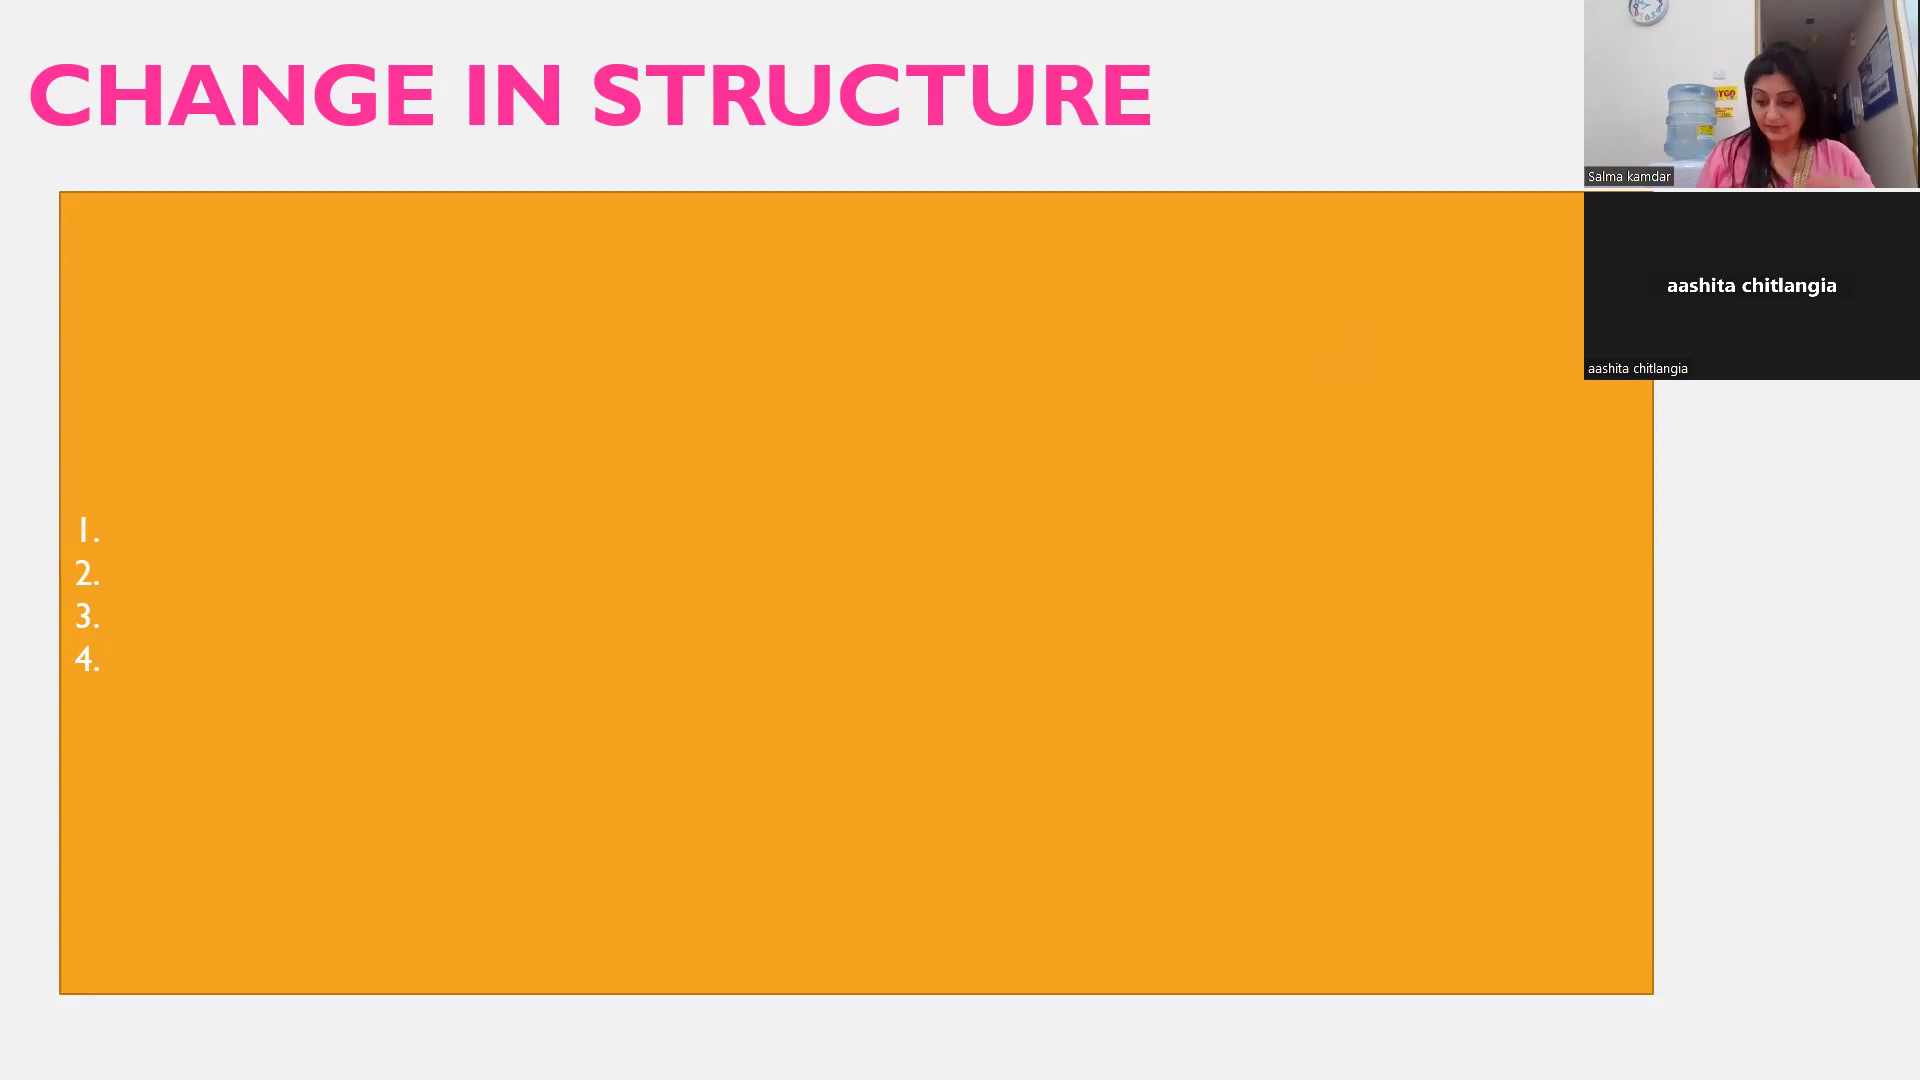 CHANGE IN STRUCTURE
Salma kamdar
aashita chitlangia
aashita chitlangia
1.
2.
3.
4.